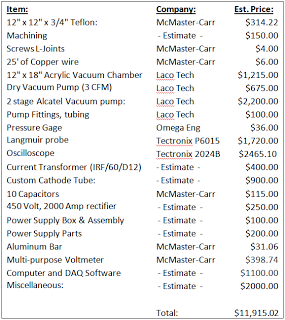 Item: Company: Est. Price:
12" x 12" x 3/4" Teflon: McMaster-Carr $314.22
Machining - Estimate - $150.00
Screws L-Joints McMaster-Carr $4.00
25' of Copper wire McMaster-Carr $6.00
12" x 18" Acrylic Vacuum Chamber Laco Tech $1,215.00
Dry Vacuum Pump (3 CFM) Laco Tech $675.00
2 stage Alcatel Vacuum pump: Laco Tech $2,200.00
Pump Fittings, tubing Laco Tech $100.00
Pressure Gage Omega Eng $36.00
Langmuir probe Tectronix P6015 $1,720.00
Oscilloscope Tectronix 2024B $2465.10
Current Transformer (IRF/60/D12) - Estimate - $400.00
Custom Cathode Tube: - Estimate - $900.00
10 Capacitors McMaster-Carr $115.00
450 Volt, 2000 Amp rectifier - Estimate - $250.00
Power Supply Box & Assembly - Estimate - $100.00
Power Supply Parts - Estimate - $200.00
Aluminum Bar McMaster-Carr $31.06
Multi-purpose Voltmeter McMaster-Carr $398.74
Computer and DAQ Software - Estimate - $1100.00
Miscellaneous: - Estimate - $2000.00
Total: $11,915.02